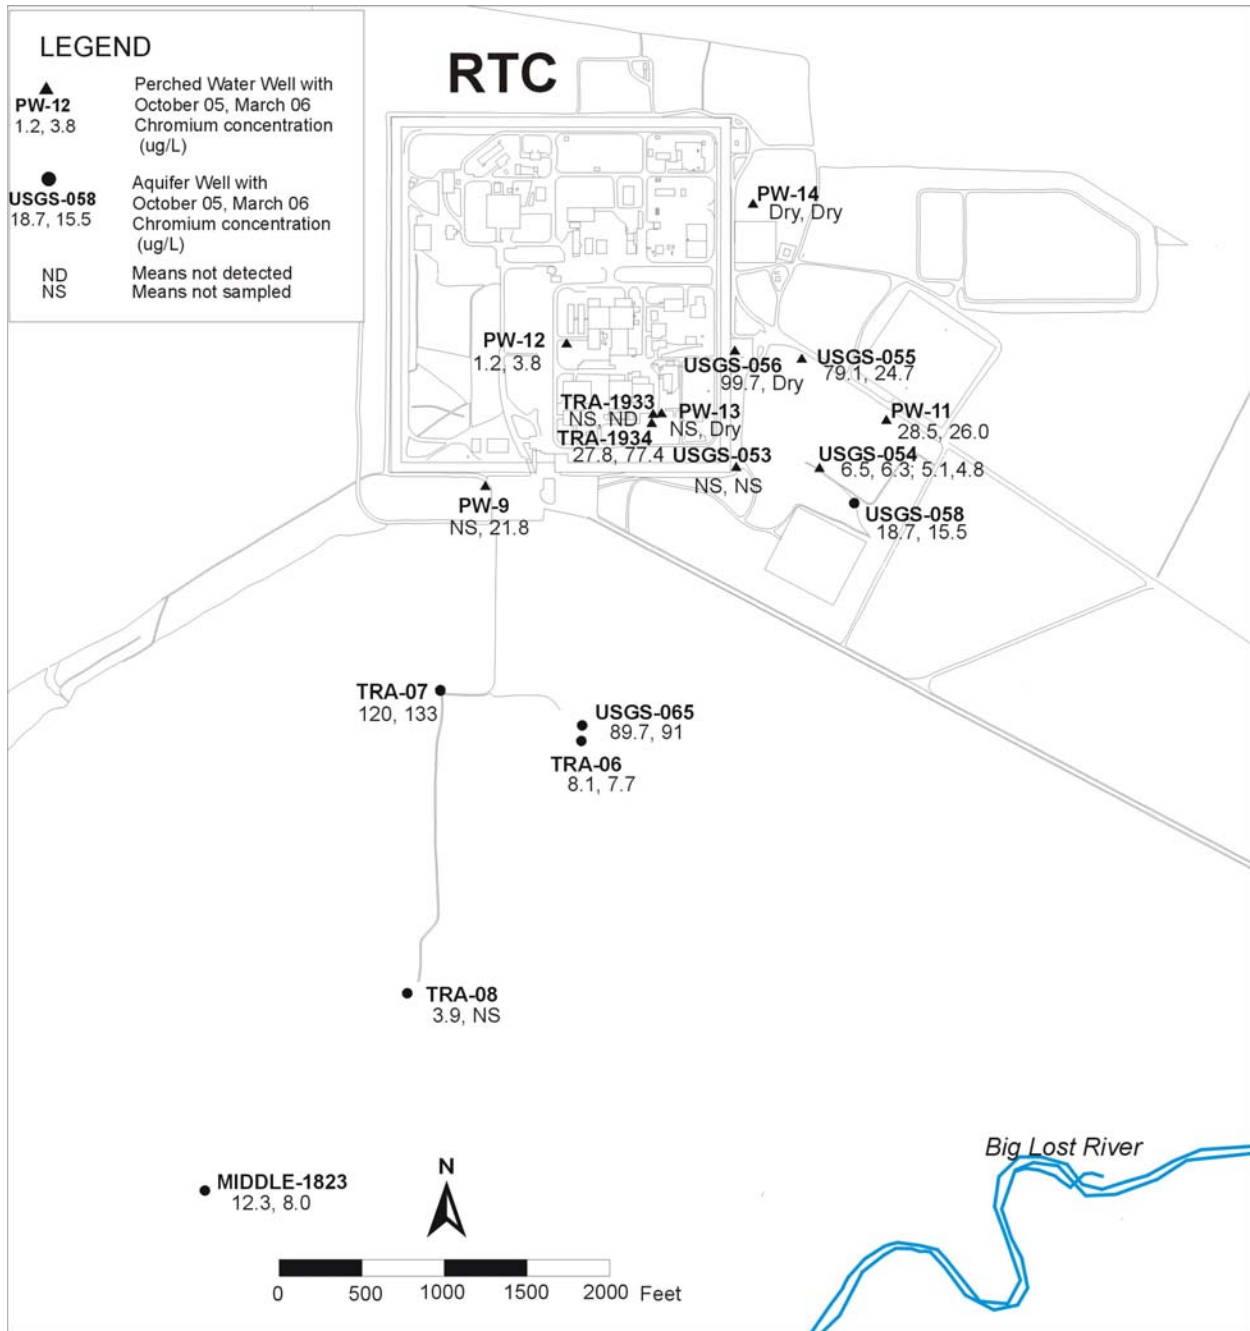 LEGEND
PW-12
1.2, 3.8
Perched Water Well with
October 05, March 06
Chromium concentration
(ug/L)
USGS-058
18.7, 15.5
Aquifer Well with
October 05, March 06
Chromium concentration
(ug/L)
ND
Means not detected
NS
Means not sampled
RTC
PW-14
Dry, Dry
PW-12
1.2, 3.8
USGS-056
99.7, Dry
USGS-055
79.1, 24.7
TRA-1933
NS, ND
PW-13
NS, Dry
PW-11
28.5, 26.0
TRA-1934
27.8, 77.4
USGS-053
NS, NS
USGS-054
6.5, 6.3; 5.1,4.8
PW-9
NS, 21.8
USGS-058
18.7, 15.5
TRA-07
120, 133
USGS-065
89.7, 91
TRA-06
8.1, 7.7
TRA-08
3.9, NS
Big Lost River
MIDDLE-1823
12.3, 8.0
N
0 500 1000 1500 2000 Feet